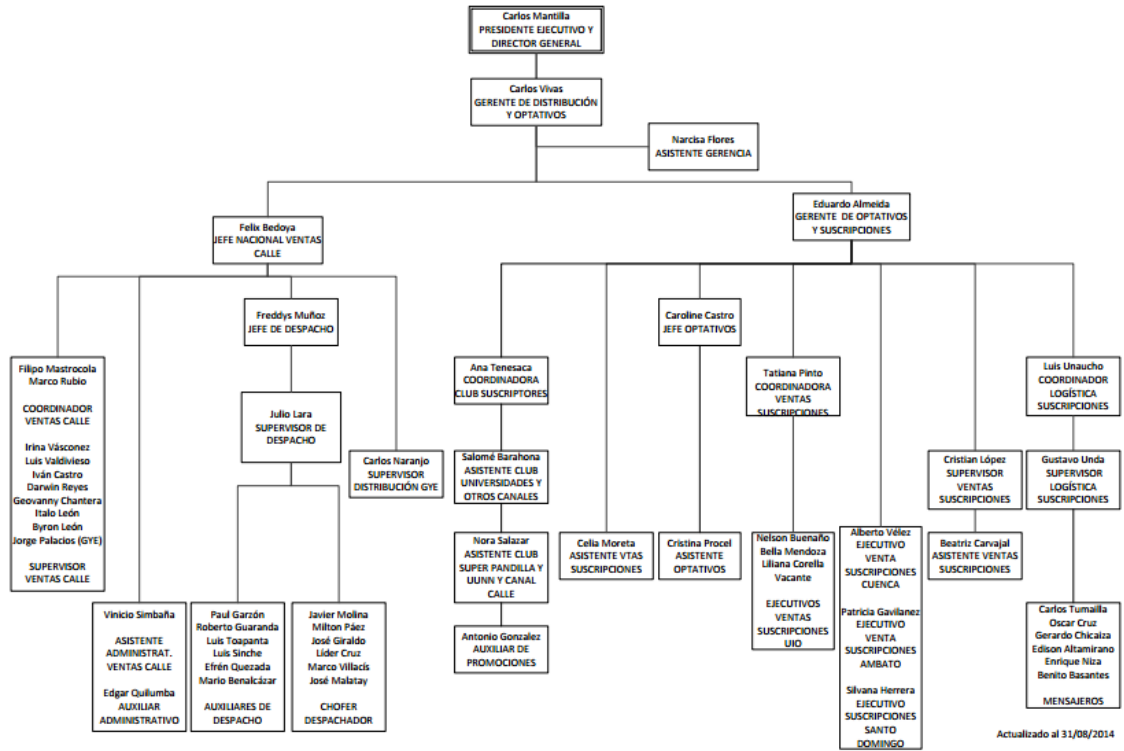 Carlos Mantilla
PRESIDENTE EJECUTIVO Y
DIRECTOR GENERAL
Carlos Vivas
GERENTE DE DISTRIBUCIÓN
Y OPTATIVOS
Narcisa Flores
ASISTENTE GERENCIA
Felix Bedoya
JEFE NACIONAL VENTAS
CALLE
Eduardo Almeida
GERENTE DE OPTATIVOS
Y SUSCRIPCIONES
Freddys Muñoz
JEFE DE DESPACHO
Caroline Castro
JEFE OPTATIVOS
Filipo Mastrocola
Marco Rubio
COORDINADOR
VENTAS CALLE
Irina Vásconez
Luis Valdivieso
Iván Castro
Darwin Reyes
Geovanny Chantera
Italo León
Byron León
Jorge Palacios (GYE)
SUPERVISOR
VENTAS CALLE
Julio Lara
SUPERVISOR DE
DESPACHO
Carlos Naranjo
SUPERVISOR
DISTRIBUCIÓN GYE
Ana Tenesaca
COORDINADORA
CLUB SUSCRIPTORES
Tatiana Pinto
COORDINADORA
VENTAS
SUSCRIPCIONES
Luis Unaucho
COORDINADOR
LOGÍSTICA
SUSCRIPCIONES
Salomé Barahona
ASISTENTE CLUB
UNIVERSIDADES Y
OTROS CANALES
Cristian López
SUPERVISOR
VENTAS
SUSCRIPCIONES
Gustavo Unda
SUPERVISOR
LOGÍSTICA
SUSCRIPCIONES
Nora Salazar
ASISTENTE CLUB
SUPER PANDILLA Y
UUNN Y CANAL
CALLE
Celia Moreta
ASISTENTE VTAS
SUSCRIPCIONES
Cristina Procel
ASISTENTE
OPTATIVOS
Nelson Buenaño
Bella Mendoza
Liliana Corella
Vacante
EJECUTIVOS
VENTAS
SUSCRIPCIONES
UIO
Alberto Vélez
EJECUTIVO
VENTA
SUSCRIPCIONES
CUENCA
Patricia Gavilanez
EJECUTIVO
VENTA
SUSCRIPCIONES
AMBATO
Silvana Herrera
EJECUTIVO
SUSCRIPCIONES
SANTO
DOMINGO
Beatriz Carvajal
ASISTENTE VENTAS
SUSCRIPCIONES
Vinicio Simbaña
ASISTENTE
ADMINISTRAT.
VENTAS CALLE
Edgar Quilumba
AUXILIAR
ADMINISTRATIVO
Paul Garzón
Roberto Guaranda
Luis Toapanta
Luis Sinche
Efrén Quezada
Mario Benalcázar
AUXILIARES DE
DESPACHO
Javier Molina
Milton Páez
José Giraldo
Líder Cruz
Marco Villacís
José Malatay
CHOFER
DESPACHADOR
Antonio Gonzalez
AUXILIAR DE
PROMOCIONES
Carlos Tumailla
Oscar Cruz
Gerardo Chicaiza
Edison Altamirano
Enrique Niza
Benito Basantes
MENSAJEROS
Actualizado al 31/08/2014